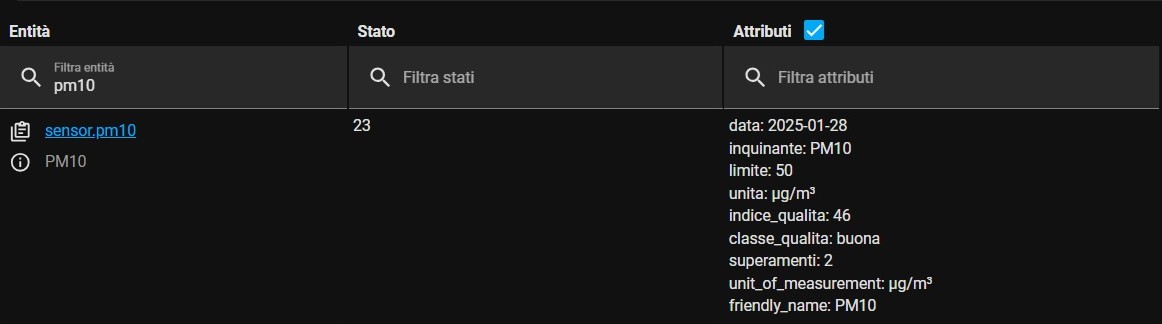 Entità Stato Attributi
Filtra entità
pm10 Filtra stati Filtra attributi
sensor.pm10 23 data: 2025-01-28
PM10 inquinante: PM10
limite: 50
unita: µg/m³
indice_qualita: 46
classe_qualita: buona
superamenti: 2
unit_of_measurement: µg/m³
friendly_name: PM10